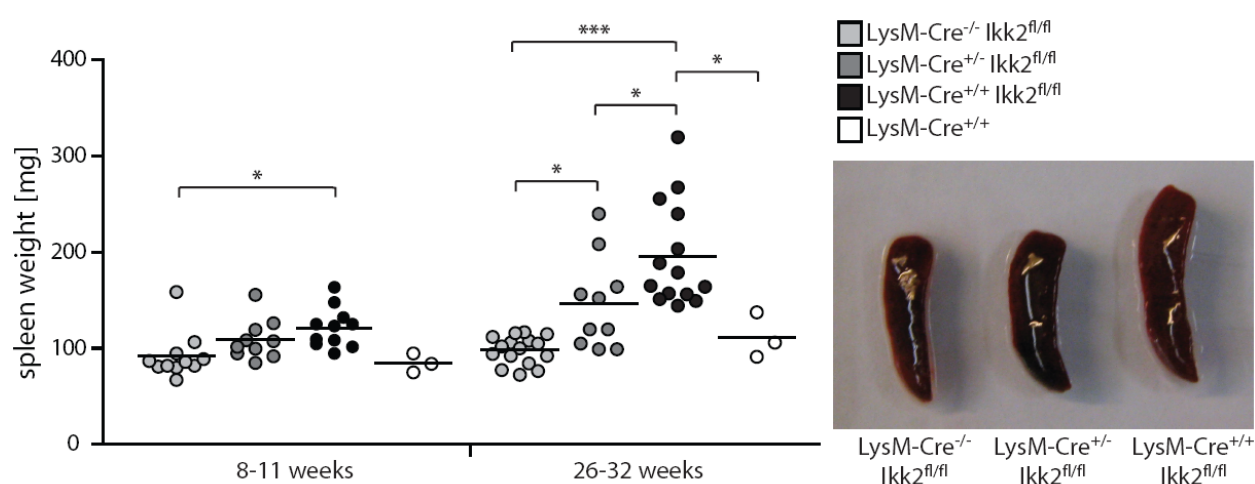 spleen weight [mg]
400
300
200
100
0
***
*
*
*
*
8-11 weeks
26-32 weeks
LysM-Cre⁻/⁻ Ikk2ᶠˡ/ᶠˡ
LysM-Cre⁺/⁻ Ikk2ᶠˡ/ᶠˡ
LysM-Cre⁺/⁺ Ikk2ᶠˡ/ᶠˡ
LysM-Cre⁺/⁺
LysM-Cre⁻/⁻
Ikk2ᶠˡ/ᶠˡ
LysM-Cre⁺/⁻
Ikk2ᶠˡ/ᶠˡ
LysM-Cre⁺/⁺
Ikk2ᶠˡ/ᶠˡ